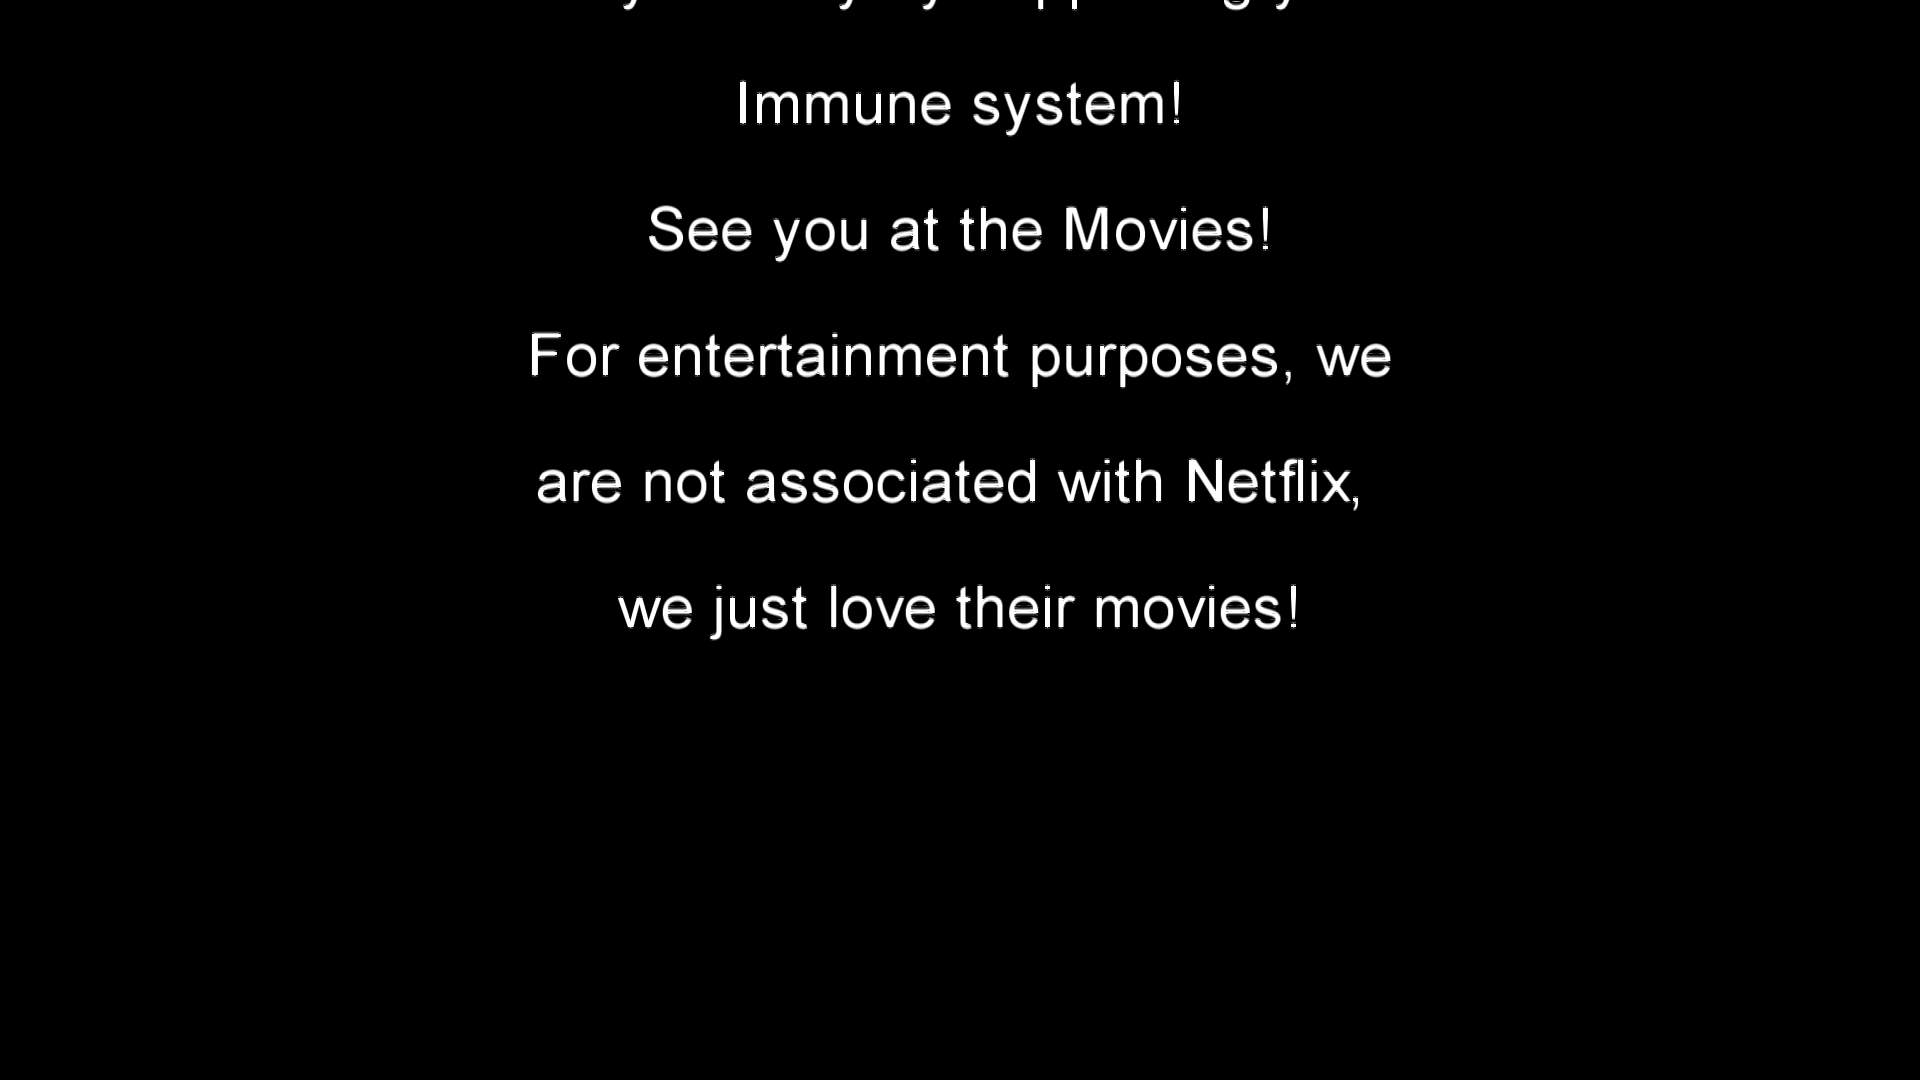 Immune system!
See you at the Movies!
For entertainment purposes, we
are not associated with Netflix,
we just love their movies!